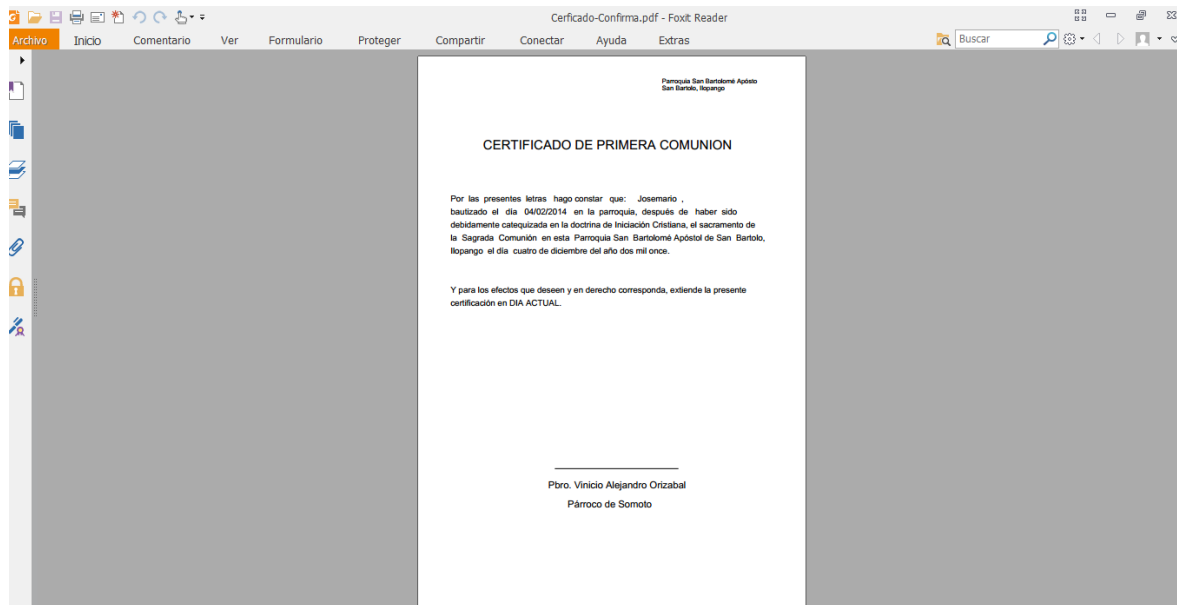 Cerficado-Confirma.pdf - Foxit Reader
Archivo Inicio Comentario Ver Formulario Proteger Compartir Conectar Ayuda Extras Buscar
Parroquia San Bartolomé Apósto
San Bartolo, Ilopango
CERTIFICADO DE PRIMERA COMUNION
Por las presentes letras hago constar que: Josemario ,
bautizado el día 04/02/2014 en la parroquia, después de haber sido
debidamente catequizada en la doctrina de Iniciación Cristiana, el sacramento de
la Sagrada Comunión en esta Parroquia San Bartolomé Apóstol de San Bartolo,
Ilopango el día cuatro de diciembre del año dos mil once.
Y para los efectos que deseen y en derecho corresponda, extiende la presente
certificación en DIA ACTUAL.
Pbro. Vinicio Alejandro Orizabal
Párroco de Somoto